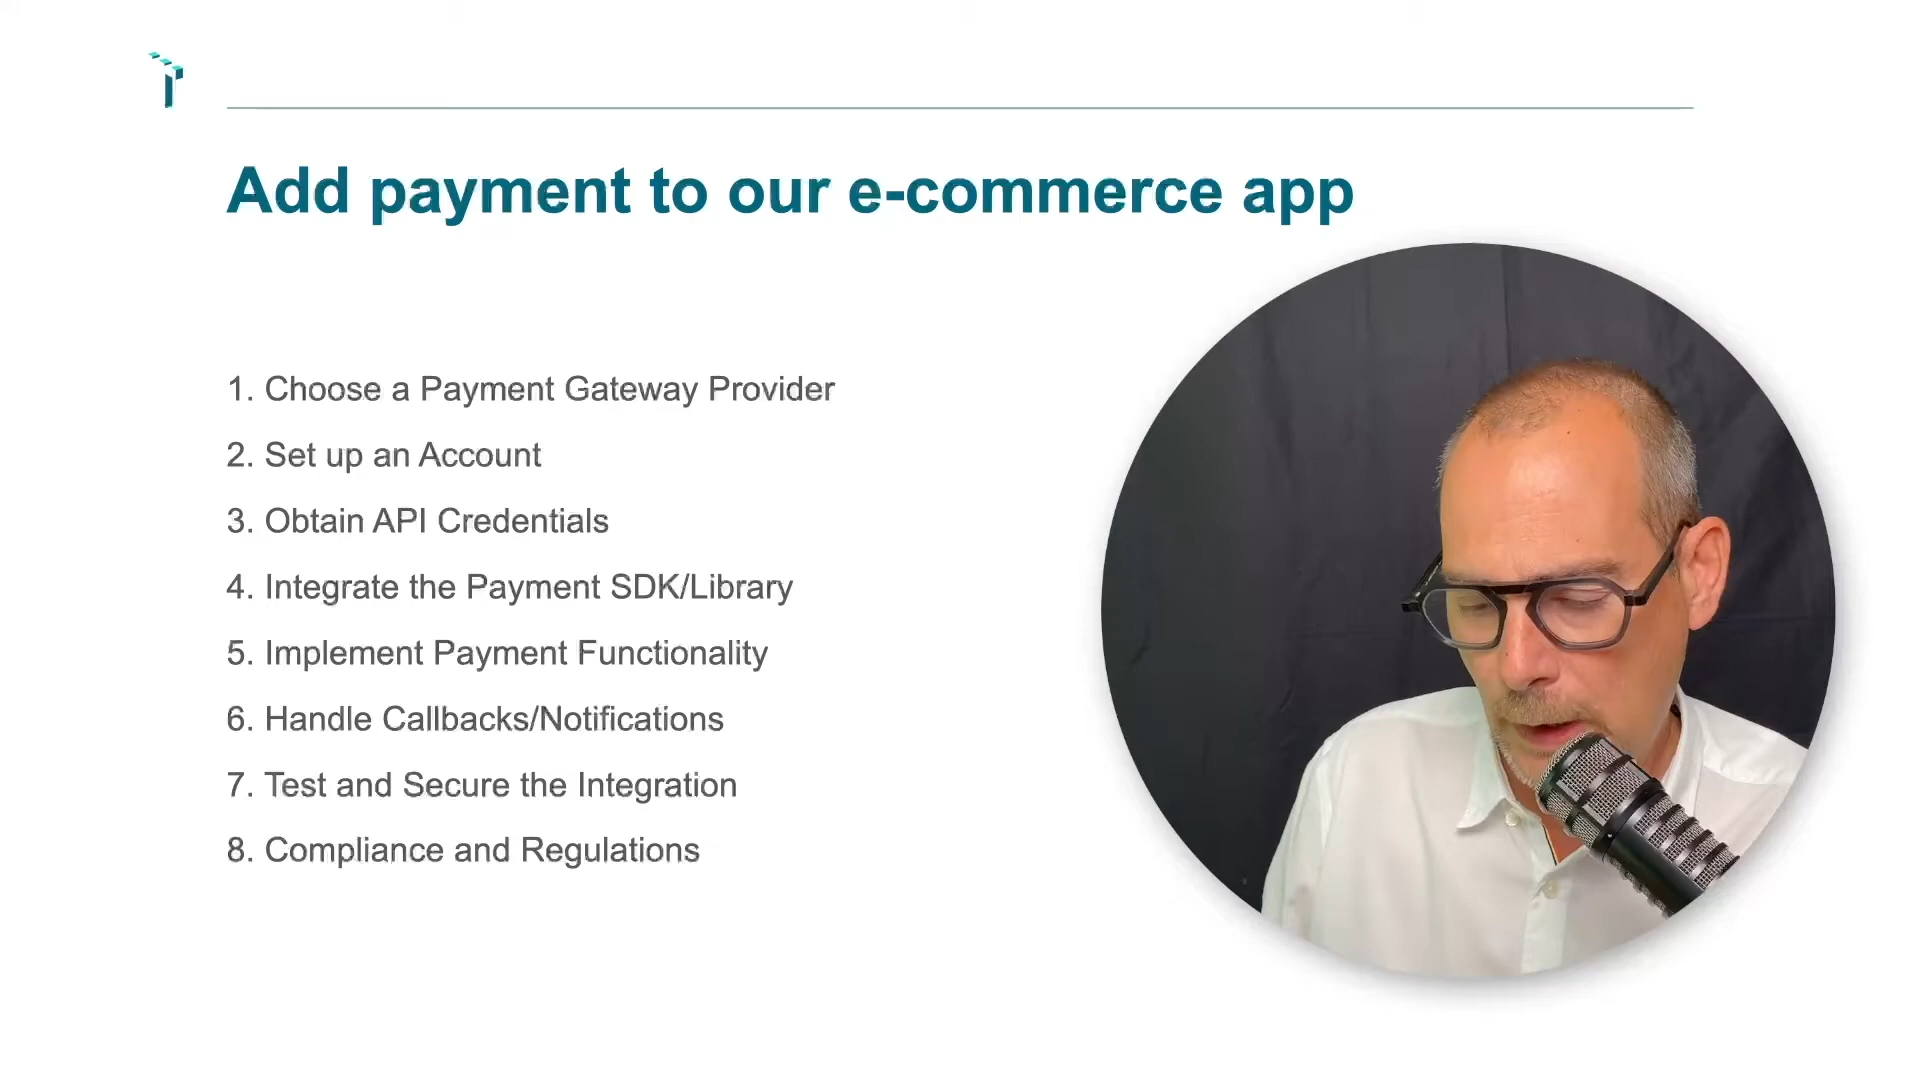 Add payment to our e-commerce app
1. Choose a Payment Gateway Provider
2. Set up an Account
3. Obtain API Credentials
4. Integrate the Payment SDK/Library
5. Implement Payment Functionality
6. Handle Callbacks/Notifications
7. Test and Secure the Integration
8. Compliance and Regulations